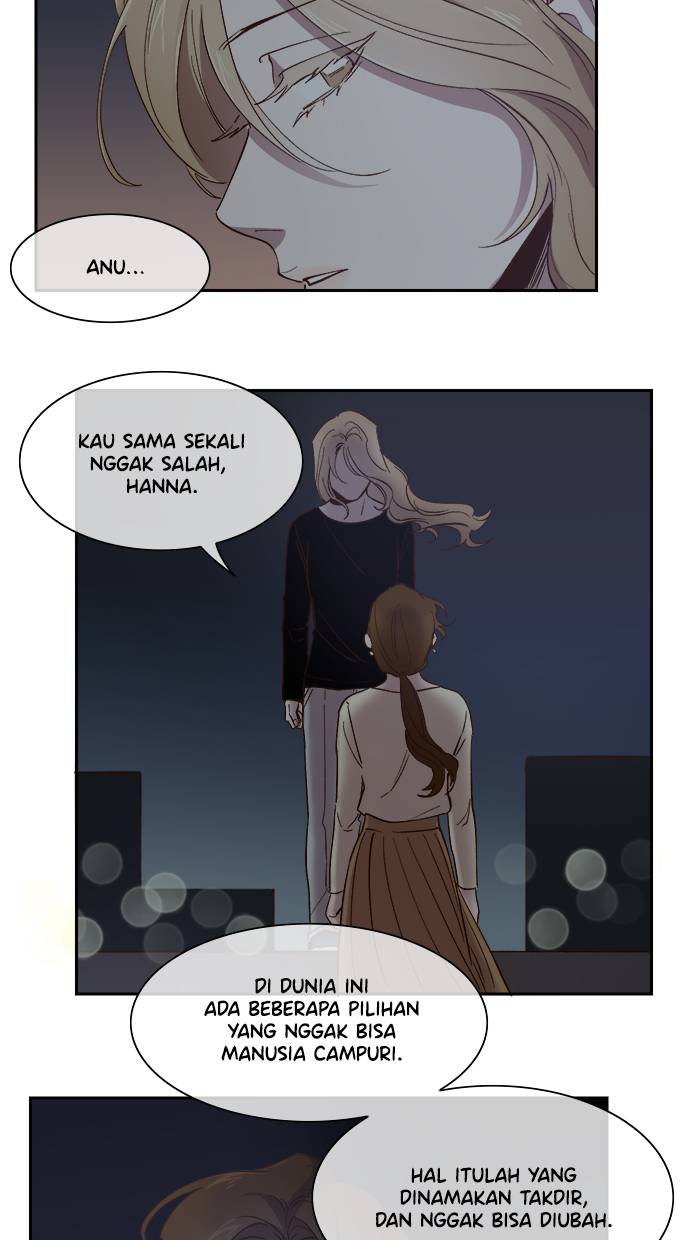 ANU...
KAU SAMA SEKALI
NGGAK SALAH,
HANNA.
DI DUNIA INI
ADA BEBERAPA PILIHAN
YANG NGGAK BISA
MANUSIA CAMPURI.
HAL ITULAH YANG
DINAMAKAN TAKDIR,
DAN NGGAK BISA DIUBAH.